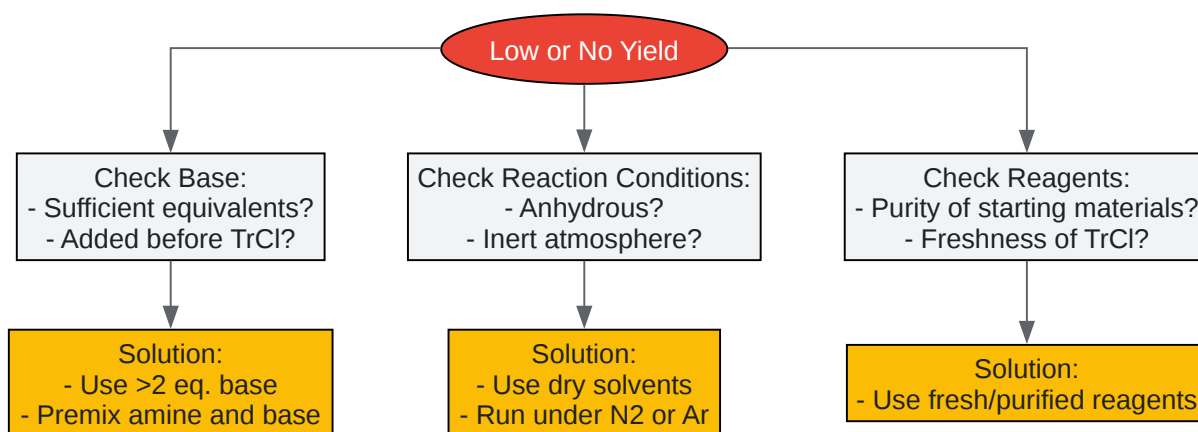 Low or No Yield
Check Base:
- Sufficient equivalents?
- Added before TrCl?
Check Reaction Conditions:
- Anhydrous?
- Inert atmosphere?
Check Reagents:
- Purity of starting materials?
- Freshness of TrCl?
Solution:
- Use >2 eq. base
- Premix amine and base
Solution:
- Use dry solvents
- Run under N2 or Ar
Solution:
- Use fresh/purified reagents